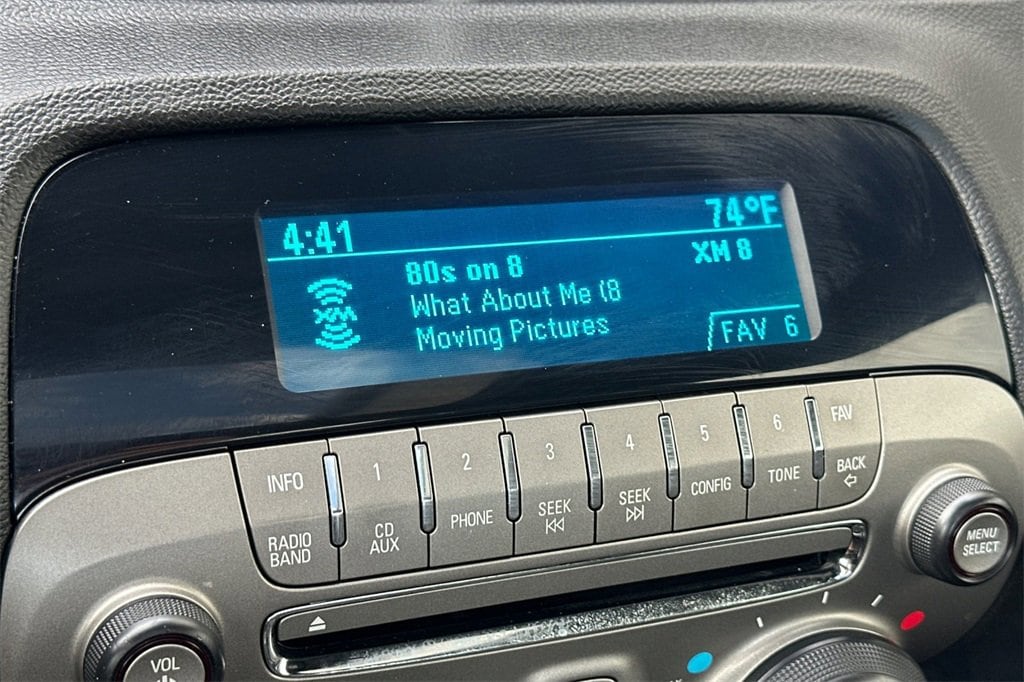 4:41 74°F
80s on 8 XM 8
XM
What About Me (8
Moving Pictures
FAV 6
INFO 1 2 3 4 5 6 FAV
RADIO BAND
CD AUX
PHONE
SEEK
SEEK
CONFIG
TONE
BACK
MENU
SELECT
VOL